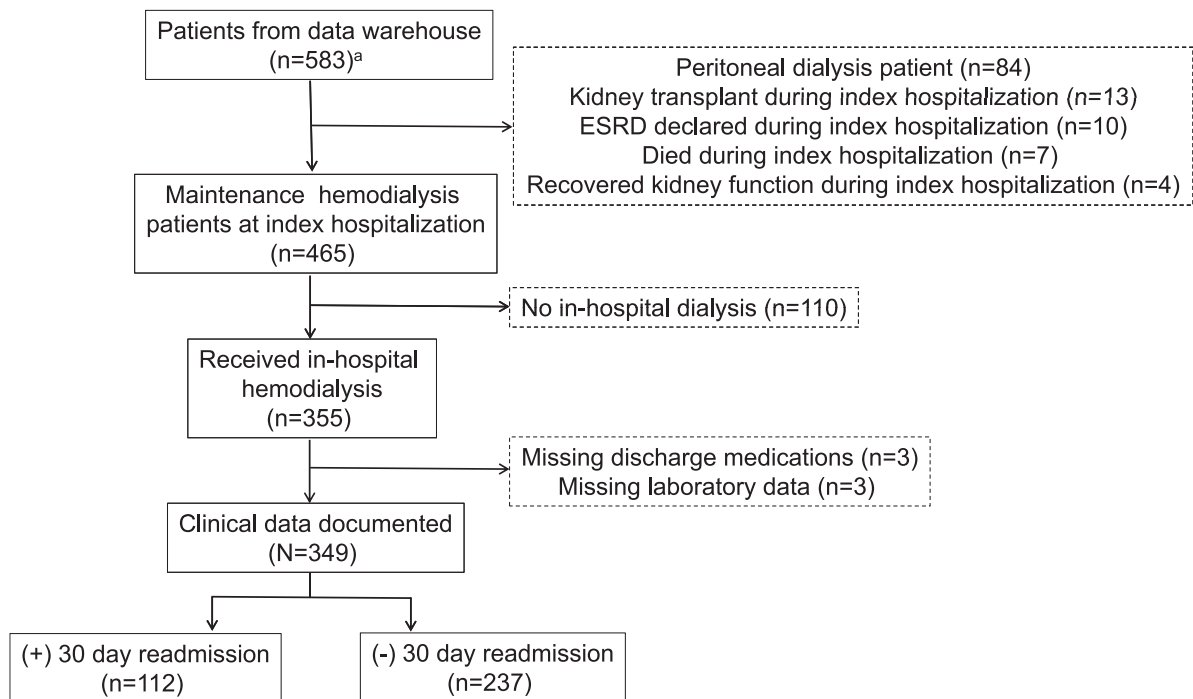 Patients from data warehouse
(n=583)ᵃ
Peritoneal dialysis patient (n=84)
Kidney transplant during index hospitalization (n=13)
ESRD declared during index hospitalization (n=10)
Died during index hospitalization (n=7)
Recovered kidney function during index hospitalization (n=4)
Maintenance hemodialysis
patients at index hospitalization
(n=465)
No in-hospital dialysis (n=110)
Received in-hospital
hemodialysis
(n=355)
Missing discharge medications (n=3)
Missing laboratory data (n=3)
Clinical data documented
(N=349)
(+) 30 day readmission
(n=112)
(-) 30 day readmission
(n=237)